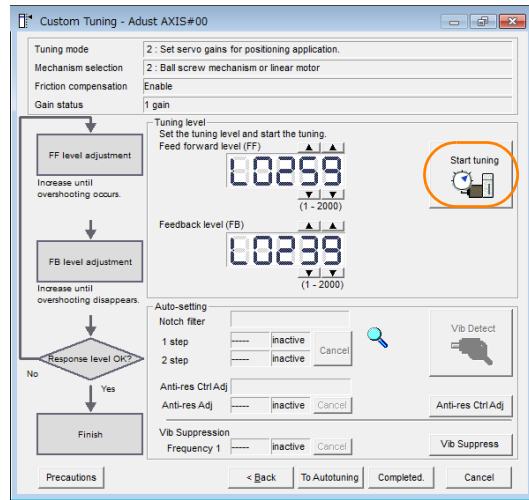 Custom Tuning - Adust AXIS#00
Tuning mode 2 : Set servo gains for positioning application.
Mechanism selection 2 : Ball screw mechanism or linear motor
Friction compensation Enable
Gain status 1 gain
FF level adjustment
Increase until
overshooting occurs.
FB level adjustment
Increase until
overshooting disappears.
Response level OK?
No
Yes
Finish
Tuning level
Set the tuning level and start the tuning.
Feed forward level (FF)
L0259
(1 - 2000)
Feedback level (FB)
L0239
(1 - 2000)
Start tuning
Auto-setting
Notch filter
1 step ----- inactive
2 step ----- inactive
Cancel
Vib Detect
Anti-res Ctrl Adj
Anti-res Adj ----- inactive Cancel
Anti-res Ctrl Adj
Vib Suppression
Frequency 1 ----- inactive Cancel
Vib Suppress
Precautions
< Back
To Autotuning
Completed.
Cancel